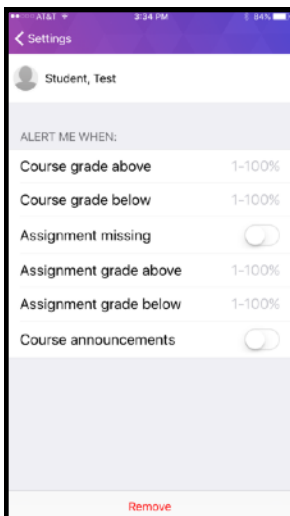 AT&T 3:34 PM 84%
Settings
Student, Test
ALERT ME WHEN:
Course grade above 1-100%
Course grade below 1-100%
Assignment missing
Assignment grade above 1-100%
Assignment grade below 1-100%
Course announcements
Remove